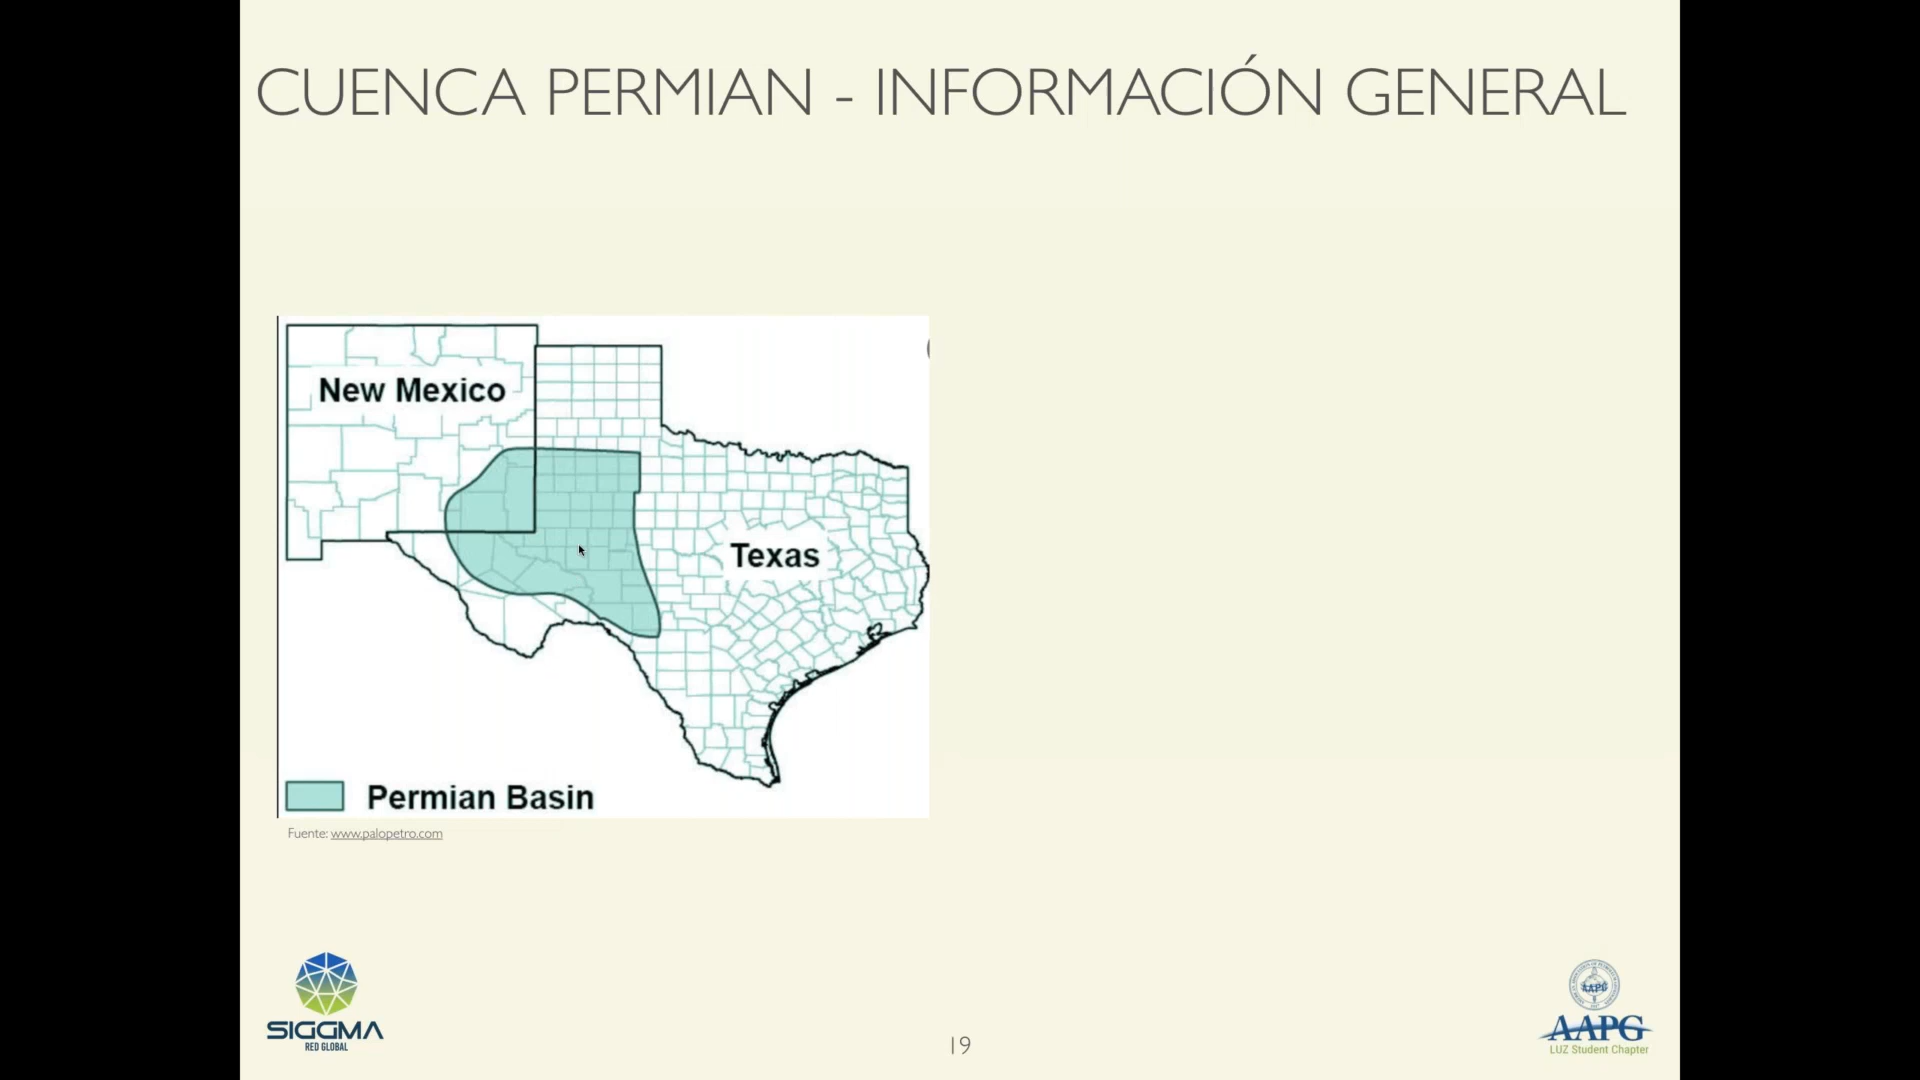 CUENCA PERMIAN - INFORMACIÓN GENERAL
New Mexico
Texas
Permian Basin
Fuente: www.palopetro.com
SIGGMA
RED GLOBAL
19
AAPG
AAPG
LUZ Student Chapter